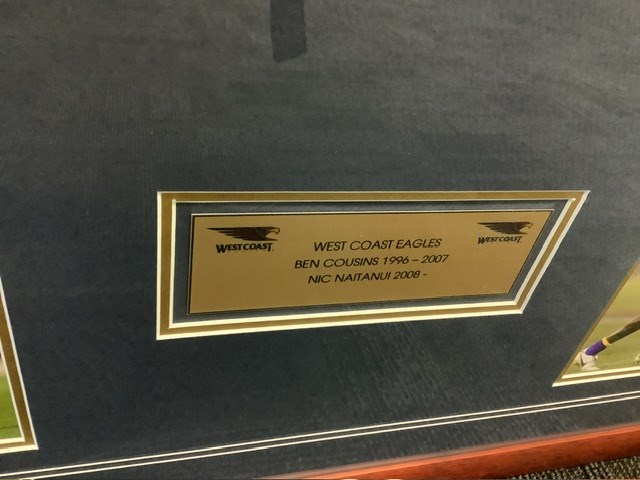 WEST COAST
WEST COAST
WEST COAST EAGLES
BEN COUSINS 1996 – 2007
NIC NAITANUI 2008 -